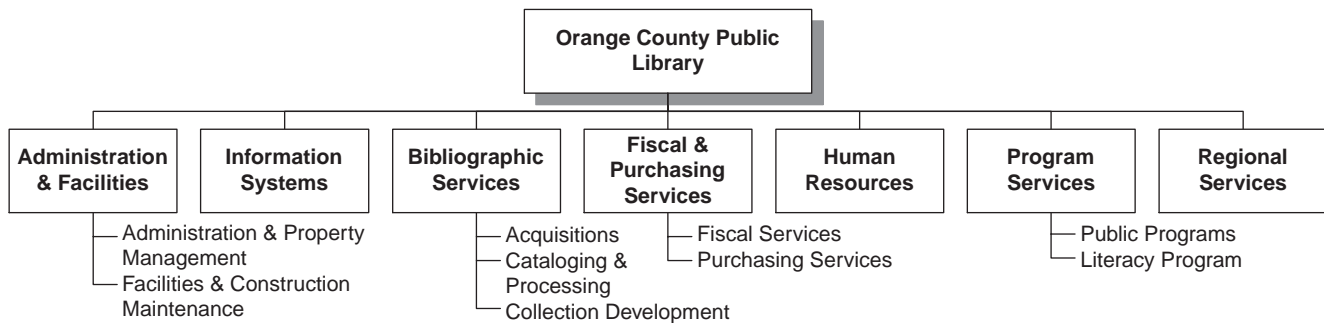 Orange County Public
Library
Administration
& Facilities
Information
Systems
Bibliographic
Services
Fiscal &
Purchasing
Services
Human
Resources
Program
Services
Regional
Services
Administration & Property
Management
Facilities & Construction
Maintenance
Acquisitions
Cataloging &
Processing
Collection Development
Fiscal Services
Purchasing Services
Public Programs
Literacy Program